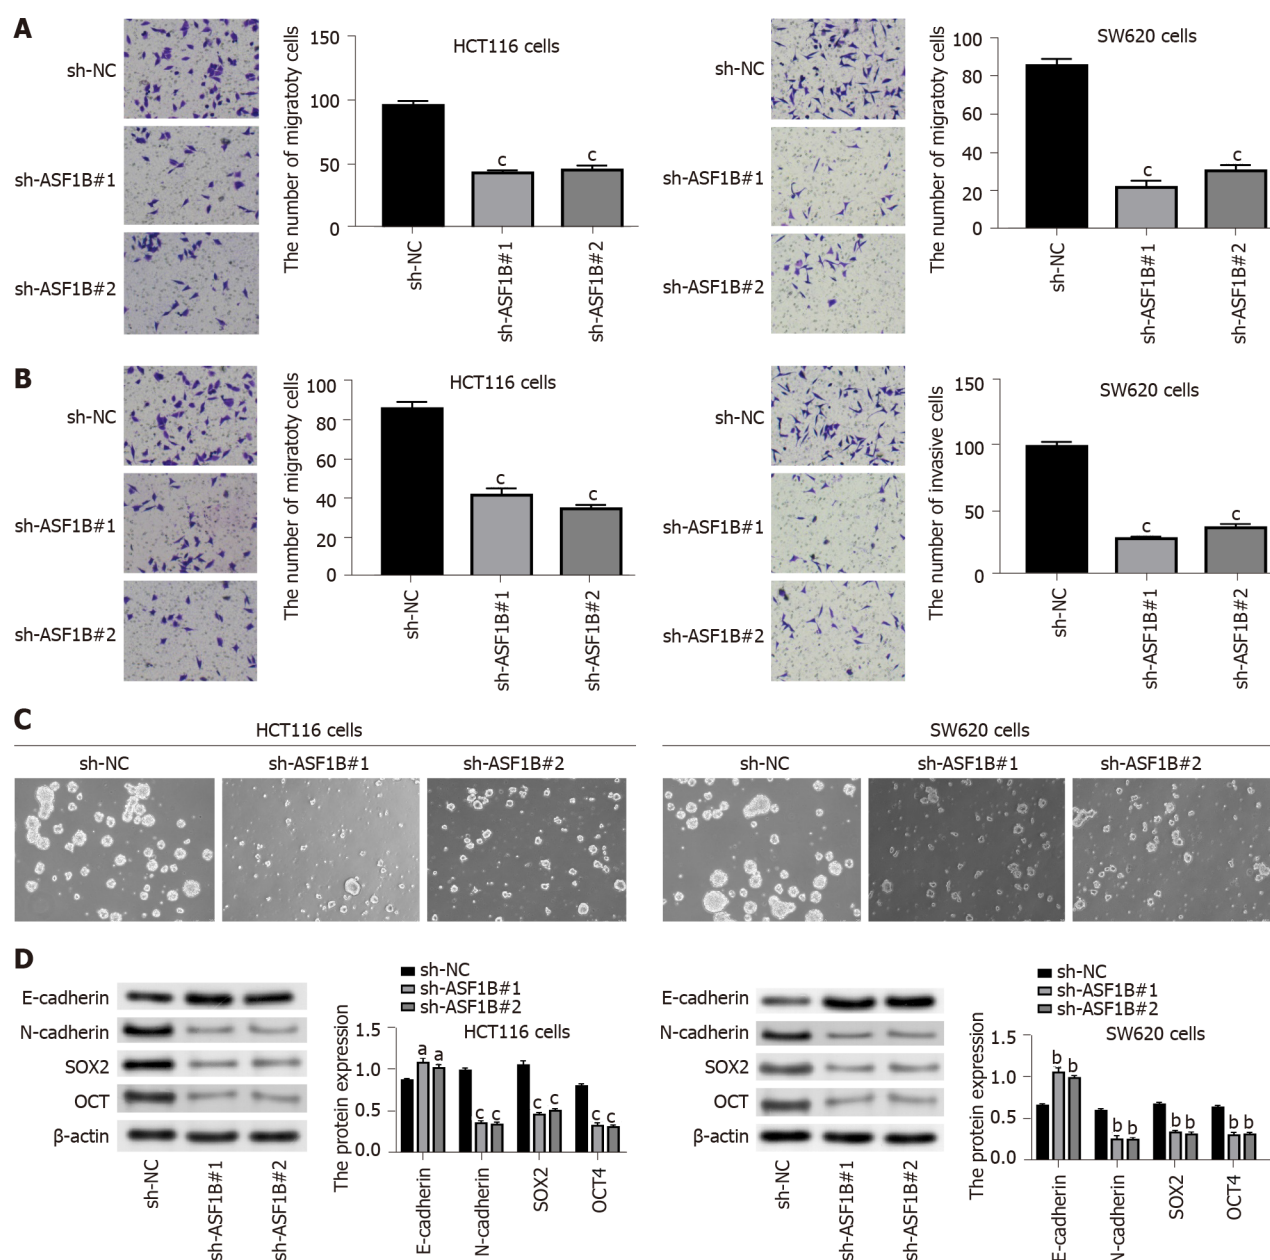 A
sh-NC
sh-ASF1B#1
sh-ASF1B#2
The number of migratoty cells
150
100
50
0
HCT116 cells
c
c
sh-NC
sh-ASF1B#1
sh-ASF1B#2
sh-NC
sh-ASF1B#1
sh-ASF1B#2
The number of migratoty cells
100
80
60
40
20
0
SW620 cells
c
c
sh-NC
sh-ASF1B#1
sh-ASF1B#2
B
sh-NC
sh-ASF1B#1
sh-ASF1B#2
The number of migratoty cells
100
80
60
40
20
0
HCT116 cells
c
c
sh-NC
sh-ASF1B#1
sh-ASF1B#2
sh-NC
sh-ASF1B#1
sh-ASF1B#2
The number of invasive cells
150
100
50
0
SW620 cells
c
c
sh-NC
sh-ASF1B#1
sh-ASF1B#2
C
HCT116 cells
sh-NC sh-ASF1B#1 sh-ASF1B#2
SW620 cells
sh-NC sh-ASF1B#1 sh-ASF1B#2
D
E-cadherin
N-cadherin
SOX2
OCT
β-actin
sh-NC
sh-ASF1B#1
sh-ASF1B#2
sh-NC
sh-ASF1B#1
sh-ASF1B#2
The protein expression
1.5
1.0
0.5
0.0
HCT116 cells
a a
c c
c c
c c
E-cadherin
N-cadherin
SOX2
OCT4
E-cadherin
N-cadherin
SOX2
OCT
β-actin
sh-NC
sh-ASF1B#1
sh-ASF1B#2
sh-NC
sh-ASF1B#1
sh-ASF1B#2
The protein expression
1.5
1.0
0.5
0.0
SW620 cells
b b
b b
b b
b b
E-cadherin
N-cadherin
SOX2
OCT4